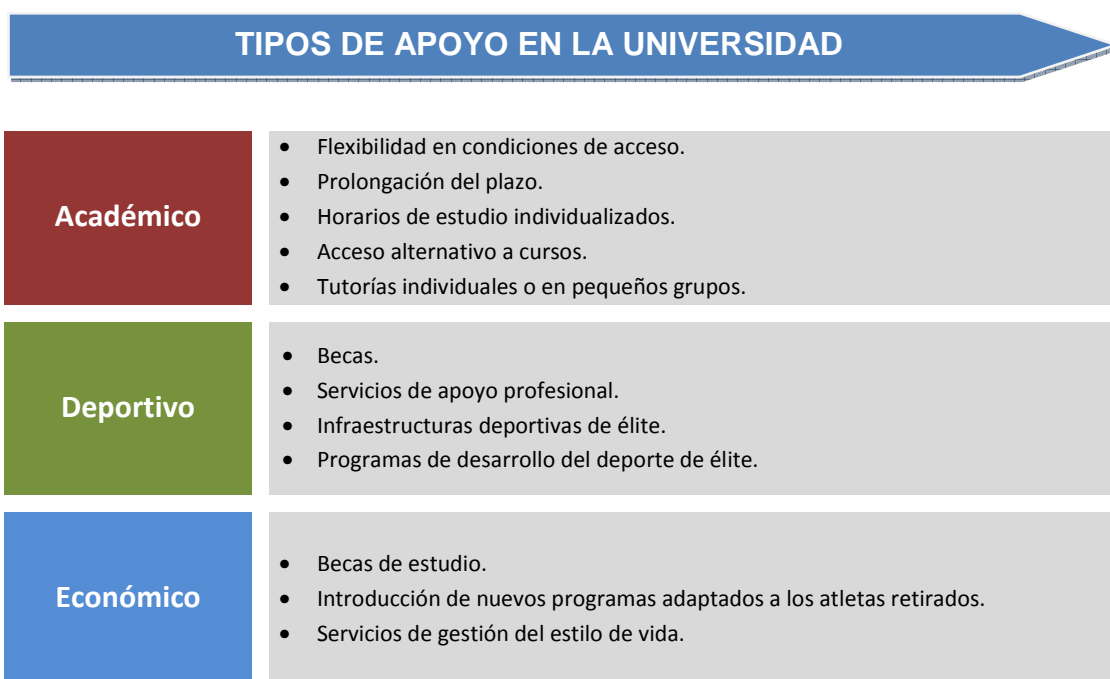 TIPOS DE APOYO EN LA UNIVERSIDAD
Académico
• Flexibilidad en condiciones de acceso.
• Prolongación del plazo.
• Horarios de estudio individualizados.
• Acceso alternativo a cursos.
• Tutorías individuales o en pequeños grupos.
Deportivo
• Becas.
• Servicios de apoyo profesional.
• Infraestructuras deportivas de élite.
• Programas de desarrollo del deporte de élite.
Económico
• Becas de estudio.
• Introducción de nuevos programas adaptados a los atletas retirados.
• Servicios de gestión del estilo de vida.